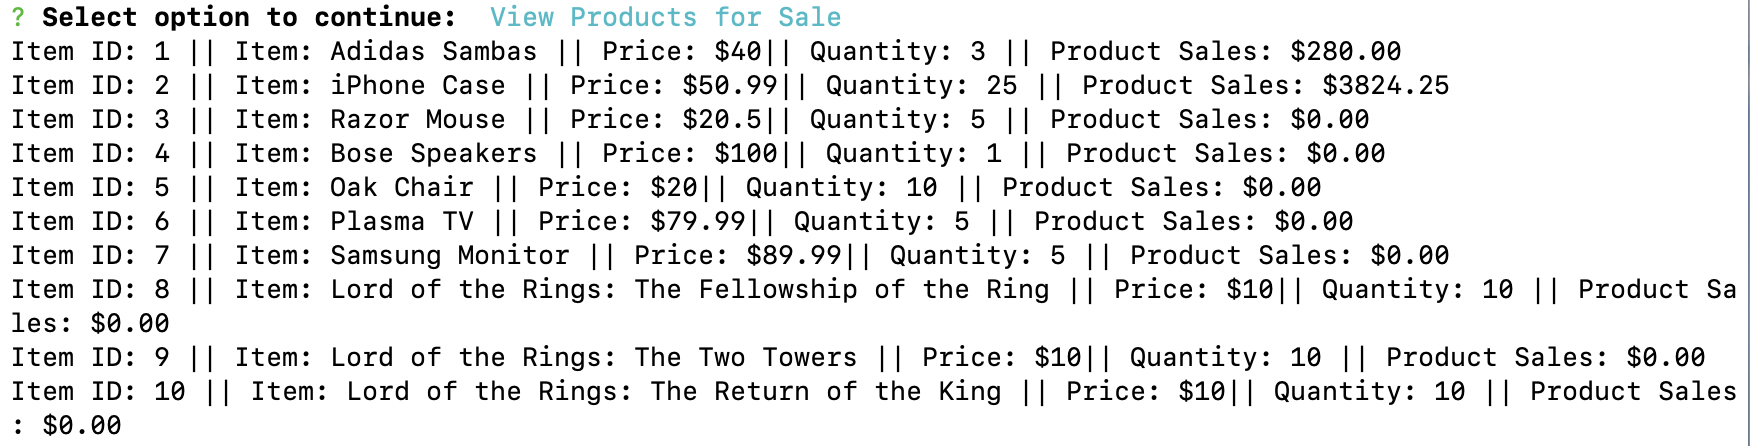 ? Select option to continue:  View Products for Sale
Item ID: 1 || Item: Adidas Sambas || Price: $40|| Quantity: 3 || Product Sales: $280.00
Item ID: 2 || Item: iPhone Case || Price: $50.99|| Quantity: 25 || Product Sales: $3824.25
Item ID: 3 || Item: Razor Mouse || Price: $20.5|| Quantity: 5 || Product Sales: $0.00
Item ID: 4 || Item: Bose Speakers || Price: $100|| Quantity: 1 || Product Sales: $0.00
Item ID: 5 || Item: Oak Chair || Price: $20|| Quantity: 10 || Product Sales: $0.00
Item ID: 6 || Item: Plasma TV || Price: $79.99|| Quantity: 5 || Product Sales: $0.00
Item ID: 7 || Item: Samsung Monitor || Price: $89.99|| Quantity: 5 || Product Sales: $0.00
Item ID: 8 || Item: Lord of the Rings: The Fellowship of the Ring || Price: $10|| Quantity: 10 || Product Sa
les: $0.00
Item ID: 9 || Item: Lord of the Rings: The Two Towers || Price: $10|| Quantity: 10 || Product Sales: $0.00
Item ID: 10 || Item: Lord of the Rings: The Return of the King || Price: $10|| Quantity: 10 || Product Sales
: $0.00